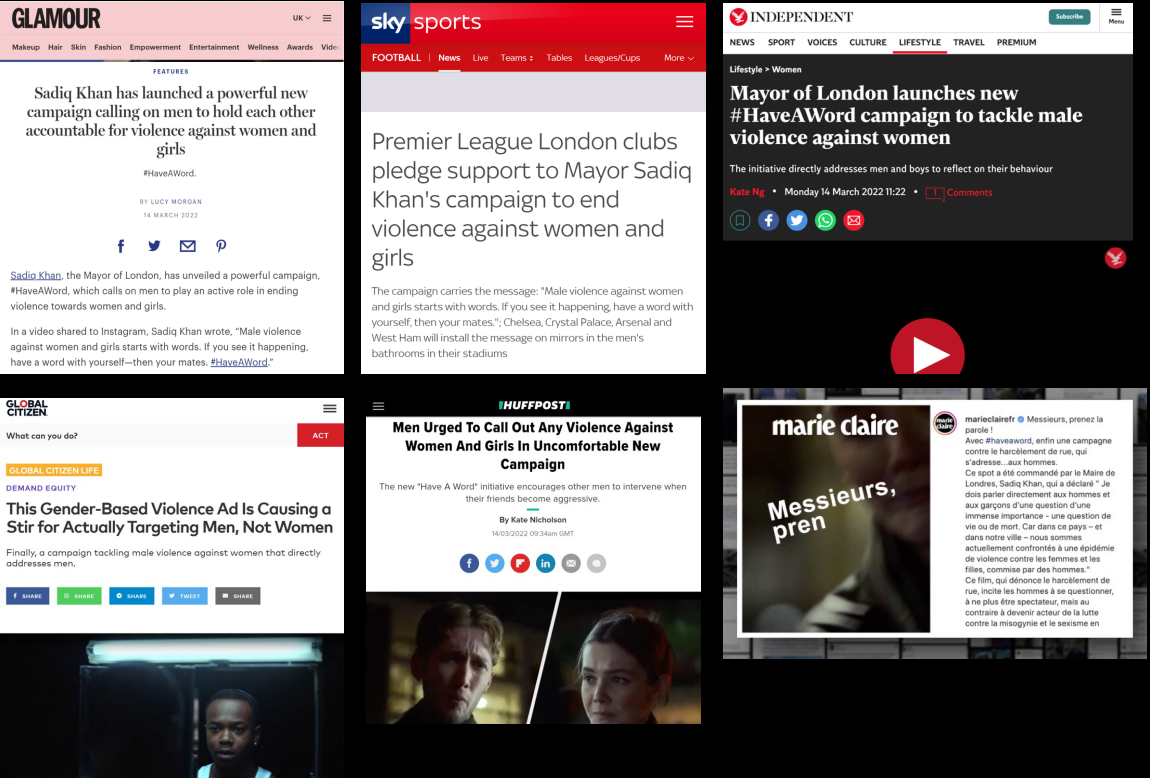 GLAMOUR
UK
Makeup Hair Skin Fashion Empowerment Entertainment Wellness Awards Vide
FEATURES
Sadiq Khan has launched a powerful new
campaign calling on men to hold each other
accountable for violence against women and
girls
#HaveAWord.
BY LUCY MORGAN
14 MARCH 2022
Sadiq Khan, the Mayor of London, has unveiled a powerful campaign,
#HaveAWord, which calls on men to play an active role in ending
violence towards women and girls.
In a video shared to Instagram, Sadiq Khan wrote, “Male violence
against women and girls starts with words. If you see it happening,
have a word with yourself—then your mates. #HaveAWord.”
sky sports
FOOTBALL | News Live Teams Tables Leagues/Cups More
Premier League London clubs
pledge support to Mayor Sadiq
Khan's campaign to end
violence against women and
girls
The campaign carries the message: "Male violence against women
and girls starts with words. If you see it happening, have a word with
yourself, then your mates."; Chelsea, Crystal Palace, Arsenal and
West Ham will install the message on mirrors in the men's
bathrooms in their stadiums
INDEPENDENT
Subscribe
Menu
NEWS SPORT VOICES CULTURE LIFESTYLE TRAVEL PREMIUM
Lifestyle > Women
Mayor of London launches new
#HaveAWord campaign to tackle male
violence against women
The initiative directly addresses men and boys to reflect on their behaviour
Kate Ng • Monday 14 March 2022 11:22 • 1 Comments
GLOBAL
CITIZEN
What can you do?
ACT
GLOBAL CITIZEN LIFE
DEMAND EQUITY
This Gender-Based Violence Ad Is Causing a
Stir for Actually Targeting Men, Not Women
Finally, a campaign tackling male violence against women that directly
addresses men.
SHARE SHARE SHARE TWEET SHARE
HUFFPOST
Men Urged To Call Out Any Violence Against
Women And Girls In Uncomfortable New
Campaign
The new "Have A Word" initiative encourages other men to intervene when
their friends become aggressive.
By Kate Nicholson
14/03/2022 09:34am GMT
marie claire
Messieurs,
pren
marie
claire
marieclairefr Messieurs, prenez la
parole !
Avec #haveaword, enfin une campagne
contre le harcèlement de rue, qui
s'adresse...aux hommes.
Ce spot a été commandé par le Maire de
Londres, Sadiq Khan, qui a déclaré " Je
dois parler directement aux hommes et
aux garçons d'une question d'une
immense importance - une question de
vie ou de mort. Car dans ce pays – et
dans notre ville – nous sommes
actuellement confrontés à une épidémie
de violence contre les femmes et les
filles, commise par des hommes."
Ce film, qui dénonce le harcèlement de
rue, incite les hommes à se questionner,
à ne plus être spectateur, mais au
contraire à devenir acteur de la lutte
contre la misogynie et le sexisme en